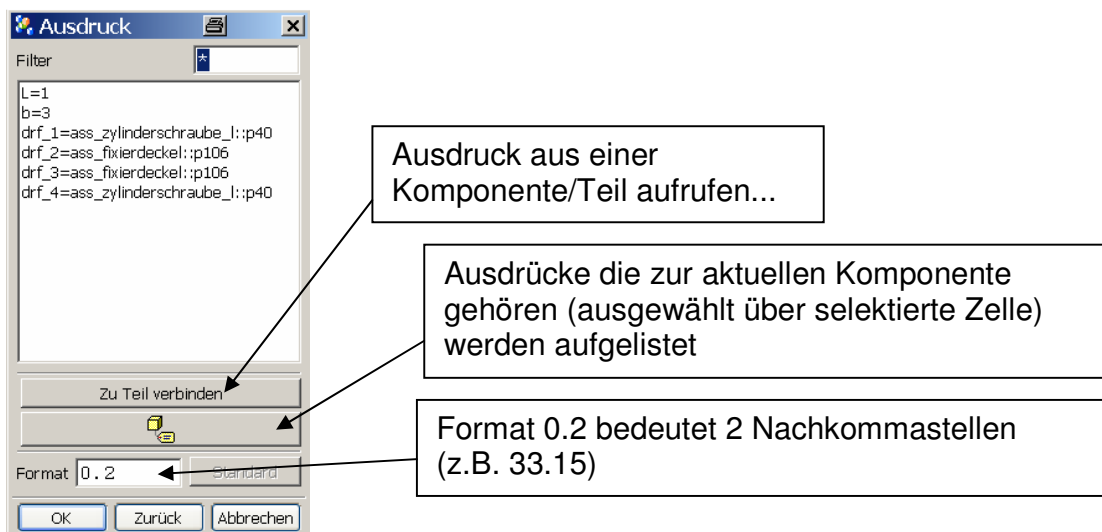 Ausdruck
Filter *
L=1
b=3
drf_1=ass_zylinderschraube_l::p40
drf_2=ass_fixierdeckel::p106
drf_3=ass_fixierdeckel::p106
drf_4=ass_zylinderschraube_l::p40
Zu Teil verbinden
Format 0.2 Standard
OK Zurück Abbrechen
Ausdruck aus einer
Komponente/Teil aufrufen...
Ausdrücke die zur aktuellen Komponente
gehören (ausgewählt über selektierte Zelle)
werden aufgelistet
Format 0.2 bedeutet 2 Nachkommastellen
(z.B. 33.15)